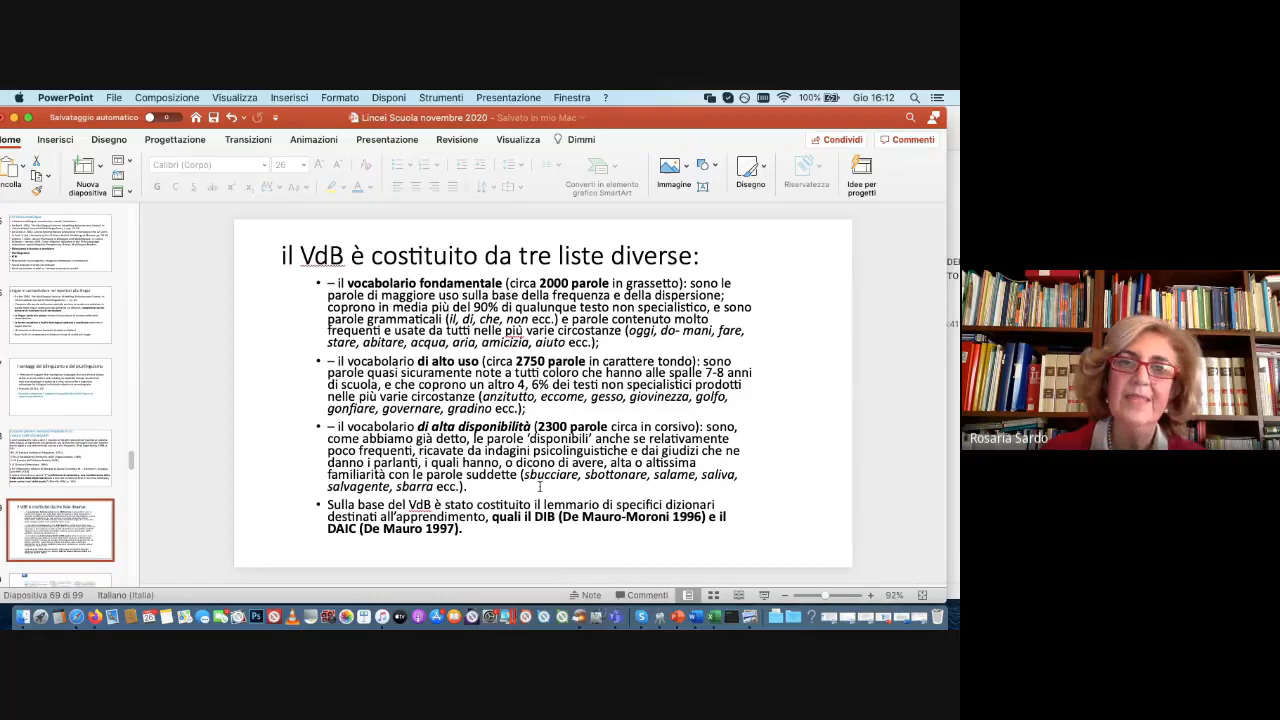 PowerPoint File Composizione Visualizza Inserisci Formato Disponi Strumenti Presentazione Finestra ? 100% Gio 16:12
Salvataggio automatico Lincei Scuola novembre 2020 - Salvato in mio Mac
Inserisci Disegno Progettazione Transizioni Animazioni Presentazione Revisione Visualizza Dimmi Condividi Commenti
Calibri (Corpo) 26
Nuova
diapositiva
Converti in elemento
grafico SmartArt
Immagine
Disegno
Riservatezza
Idee per
progetti
il VdB è costituito da tre liste diverse:
• – il vocabolario fondamentale (circa 2000 parole in grassetto): sono le
parole di maggiore uso sulla base della frequenza e della dispersione;
coprono in media più del 90% di qualunque testo non specialistico, e sono
parole grammaticali (il, di, che, non ecc.) e parole contenuto molto
frequenti e usate da tutti nelle più varie circostanze (oggi, do- mani, fare,
stare, abitare, acqua, aria, amicizia, aiuto ecc.);
• – il vocabolario di alto uso (circa 2750 parole in carattere tondo): sono
parole quasi sicuramente note a tutti coloro che hanno alle spalle 7-8 anni
di scuola, e che coprono un altro 4, 6% dei testi non specialistici prodotti
nelle più varie circostanze (anzitutto, eccome, gesso, giovinezza, golfo,
gonfiare, governare, gradino ecc.);
• – il vocabolario di alta disponibilità (2300 parole circa in corsivo): sono
come abbiamo già detto, le parole 'disponibili' anche se relativamente
poco frequenti, ricavate da indagini psicolinguistiche e dai giudizi che ne
danno i parlanti, i quali hanno, o dicono di avere, alta o altissima
familiarità con le parole suddette (sbucciare, sbottonare, salame, saliva,
salvagente, sbarra ecc.).
• Sulla base del VdB è stato costruito il lemmario di specifici dizionari
destinati all'apprendimento, quali il DIB (De Mauro-Moroni 1996) e il
DAIC (De Mauro 1997).
Rosaria Sardo
Diapositiva 69 di 99 Italiano (Italia) Note Commenti 92%